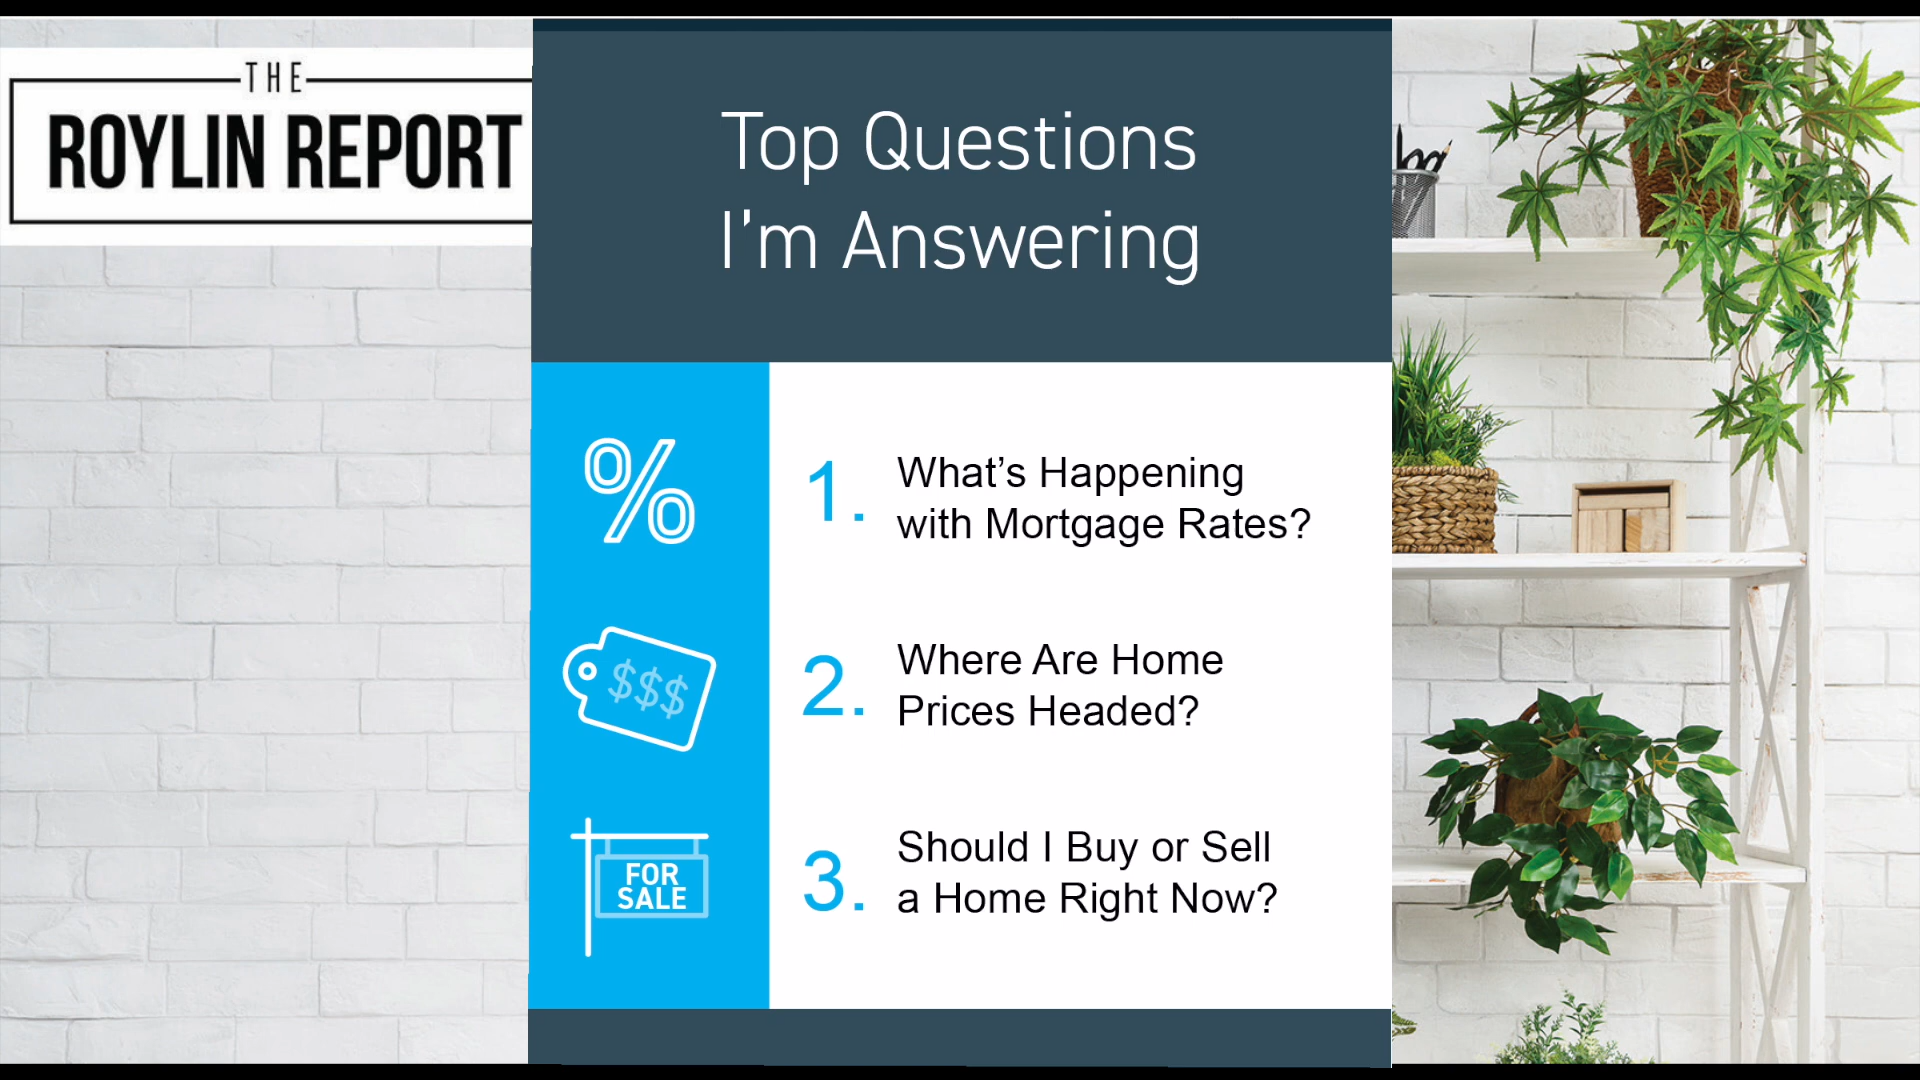 THE
ROYLIN REPORT
Top Questions
I'm Answering
%
1. What's Happening
with Mortgage Rates?
$$$
2. Where Are Home
Prices Headed?
FOR
SALE
3. Should I Buy or Sell
a Home Right Now?